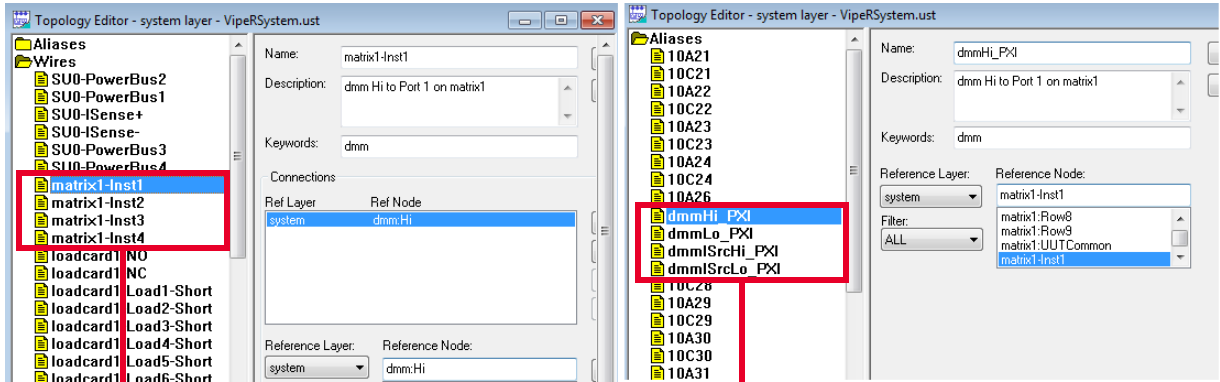 Topology Editor - system layer - VipeRSystem.ust
Aliases
Wires
SU0-PowerBus2
SU0-PowerBus1
SU0-ISense+
SU0-ISense-
SU0-PowerBus3
SU0-PowerBus4
matrix1-Inst1
matrix1-Inst2
matrix1-Inst3
matrix1-Inst4
loadcard1 NO
loadcard1 NC
loadcard1 Load1-Short
loadcard1 Load2-Short
loadcard1 Load3-Short
loadcard1 Load4-Short
loadcard1 Load5-Short
loadcard1 Load6-Short
Name: matrix1-Inst1
Description: dmm Hi to Port 1 on matrix1
Keywords: dmm
Connections
Ref Layer Ref Node
system dmm:Hi
Reference Layer: Reference Node:
system dmm:Hi
Topology Editor - system layer - VipeRSystem.ust
Aliases
10A21
10C21
10A22
10C22
10A23
10C23
10A24
10C24
10A26
dmmHi_PXI
dmmLo_PXI
dmmISrcHi_PXI
dmmISrcLo_PXI
10C28
10A29
10C29
10A30
10C30
10A31
Name: dmmHi_PXI
Description: dmm Hi to Port 1 on matrix1
Keywords: dmm
Reference Layer: Reference Node:
system matrix1-Inst1
Filter:
ALL
matrix1:Row8
matrix1:Row9
matrix1:UUTCommon
matrix1-Inst1